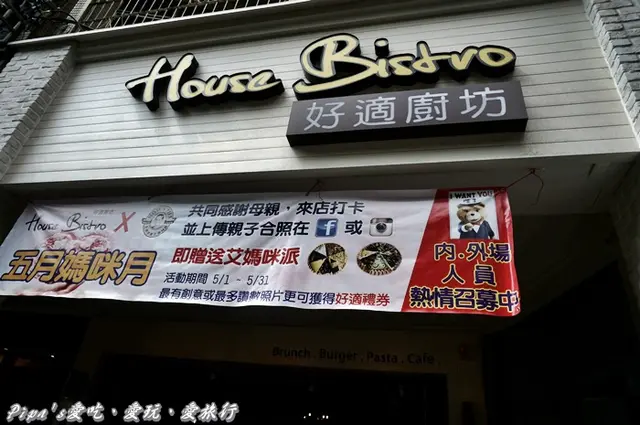 House Bistro
好適廚坊
House Bistro X
五月媽咪月
共同感謝母親，來店打卡
並上傳親子合照在 f 或
即贈送艾媽咪派
活動期間 5/1 ~ 5/31
最有創意或最多讚數照片更可獲得好適禮券
I WANT YOU
內.外場
人員
熱情召募中
Brunch . Burger . Pasta . Cafe
Pipa's愛吃、愛玩、愛旅行